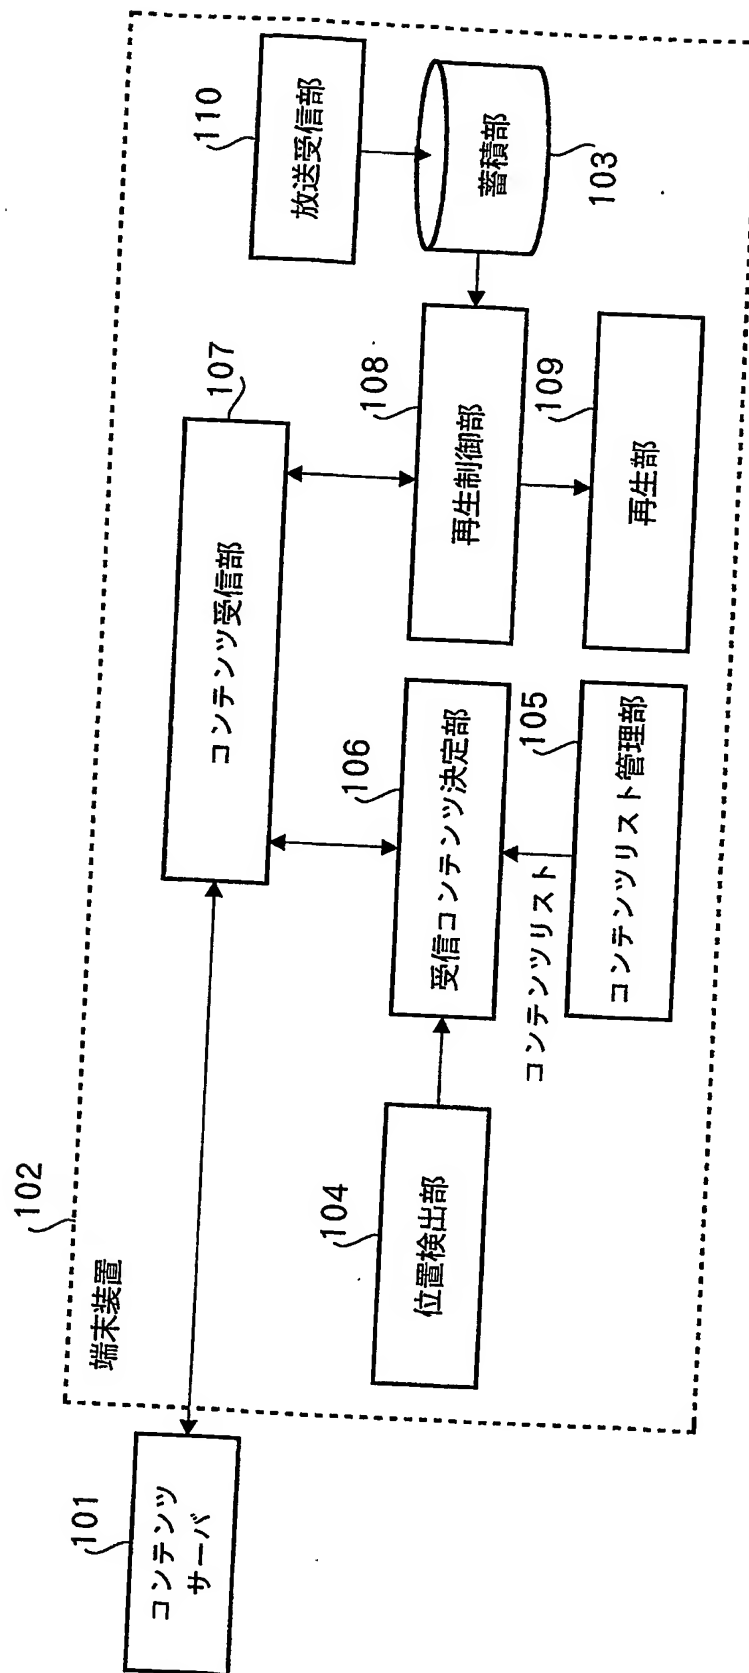 101
コンテンツ
サーバ
102
端末装置
107
コンテンツ受信部
110
放送受信部
104
位置検出部
106
受信コンテンツ決定部
108
再生制御部
蓄積部
103
コンテンツリスト
105
コンテンツリスト管理部
109
再生部